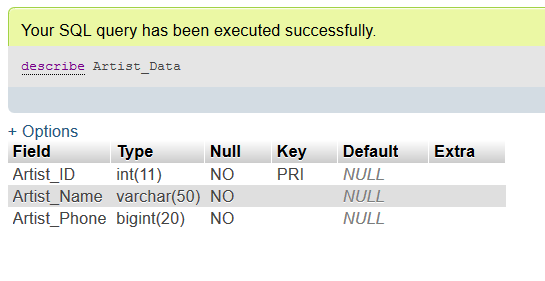 Your SQL query has been executed successfully.
describe Artist_Data
+ Options
Field Type Null Key Default Extra
Artist_ID int(11) NO PRI NULL
Artist_Name varchar(50) NO NULL
Artist_Phone bigint(20) NO NULL